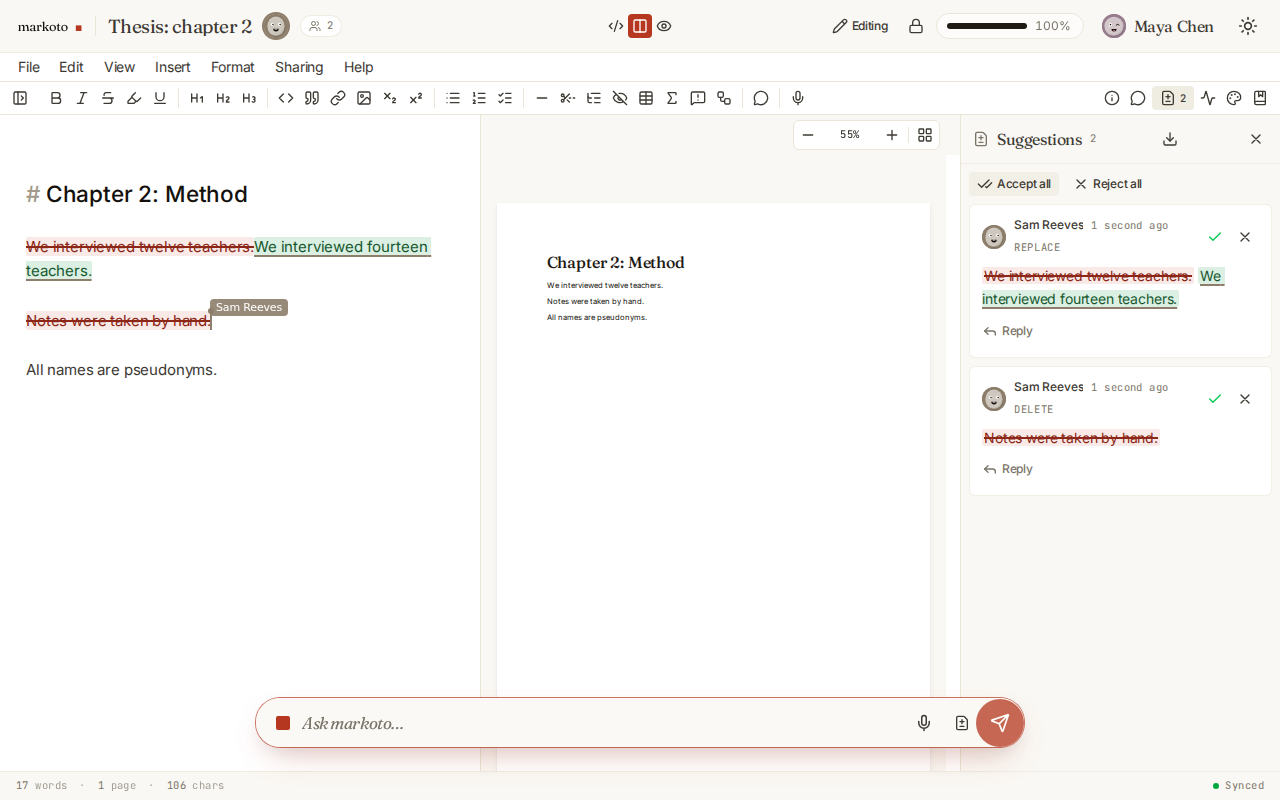 markoto
Thesis: chapter 2
2
Editing
100%
Maya Chen
File Edit View Insert Format Sharing Help
H1 H2 H3
X2 X2
2
55%
# Chapter 2: Method
We interviewed twelve teachers.We interviewed fourteen
teachers.
Sam Reeves
Notes were taken by hand.
All names are pseudonyms.
Chapter 2: Method
We interviewed twelve teachers.
Notes were taken by hand.
All names are pseudonyms.
Suggestions 2
Accept all
Reject all
Sam Reeves 1 second ago
REPLACE
We interviewed twelve teachers. We
interviewed fourteen teachers.
Reply
Sam Reeves 1 second ago
DELETE
Notes were taken by hand.
Reply
Ask markoto...
17 words · 1 page · 106 chars
Synced